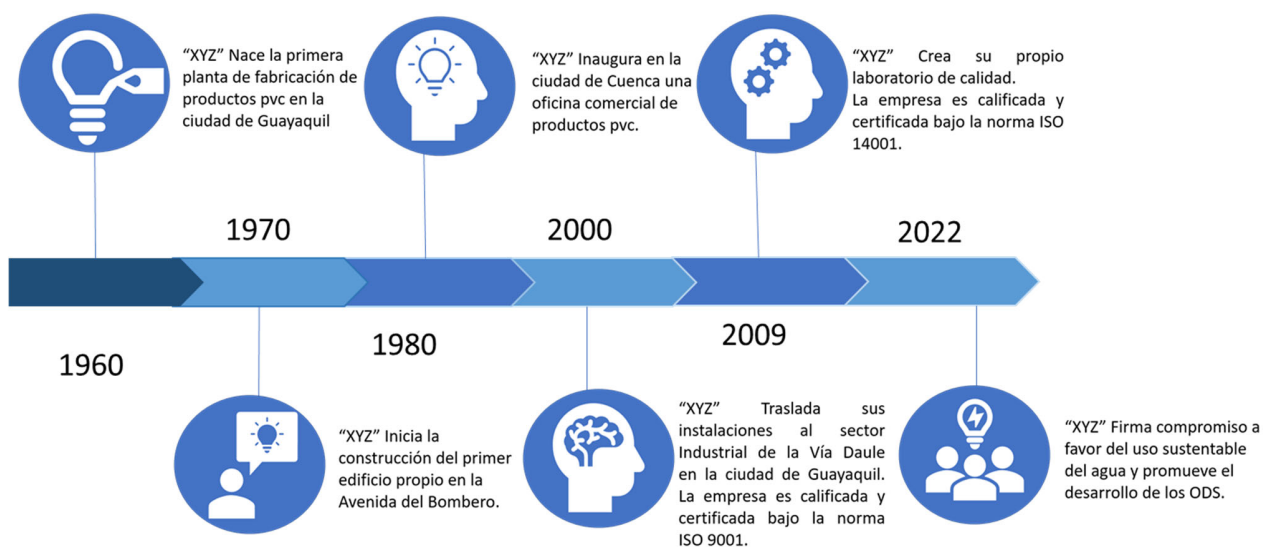 “XYZ” Nace la primera
planta de fabricación de
productos pvc en la
ciudad de Guayaquil
“XYZ” Inaugura en la
ciudad de Cuenca una
oficina comercial de
productos pvc.
“XYZ” Crea su propio
laboratorio de calidad.
La empresa es calificada y
certificada bajo la norma ISO
14001.
1970
2000
2022
1960
1980
2009
“XYZ” Inicia la
construcción del primer
edificio propio en la
Avenida del Bombero.
“XYZ” Traslada sus
instalaciones al sector
Industrial de la Vía Daule
en la ciudad de Guayaquil.
La empresa es calificada y
certificada bajo la norma
ISO 9001.
“XYZ” Firma compromiso a
favor del uso sustentable
del agua y promueve el
desarrollo de los ODS.